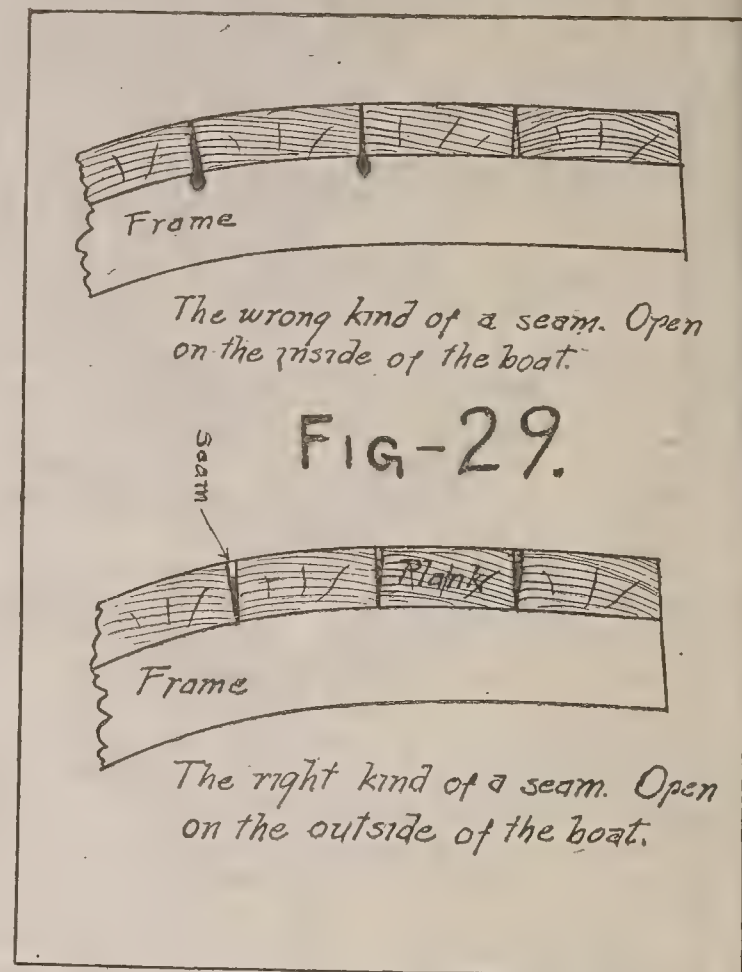 Frame
The wrong kind of a seam. Open
on the inside of the boat.
FIG-29.
Seam
Plank
Frame
The right kind of a seam. Open
on the outside of the boat.